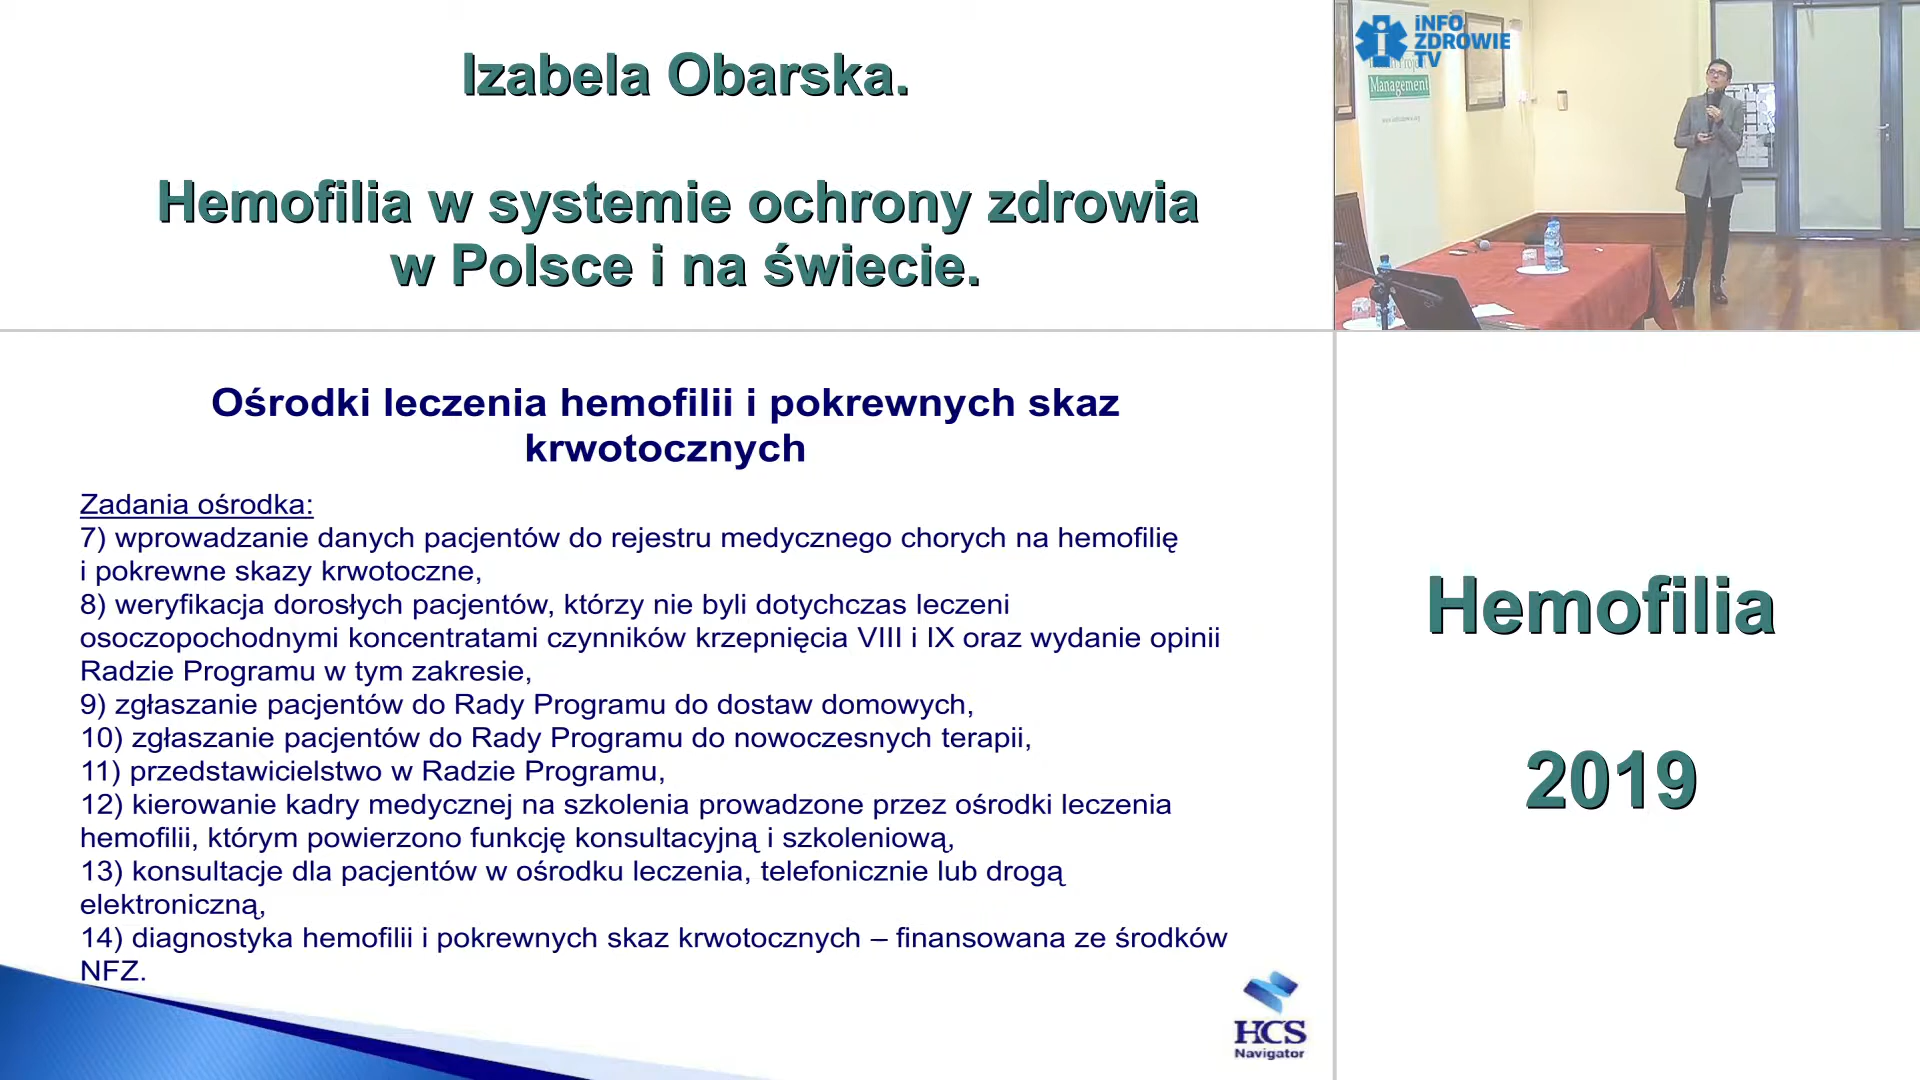 Izabela Obarska.
Hemofilia w systemie ochrony zdrowia
w Polsce i na świecie.
iNFO
ZDROWIE
TV
Management
Ośrodki leczenia hemofilii i pokrewnych skaz
krwotocznych
Zadania ośrodka:
7) wprowadzanie danych pacjentów do rejestru medycznego chorych na hemofilię
i pokrewne skazy krwotoczne,
8) weryfikacja dorosłych pacjentów, którzy nie byli dotychczas leczeni
osoczopochodnymi koncentratami czynników krzepnięcia VIII i IX oraz wydanie opinii
Radzie Programu w tym zakresie,
9) zgłaszanie pacjentów do Rady Programu do dostaw domowych,
10) zgłaszanie pacjentów do Rady Programu do nowoczesnych terapii,
11) przedstawicielstwo w Radzie Programu,
12) kierowanie kadry medycznej na szkolenia prowadzone przez ośrodki leczenia
hemofilii, którym powierzono funkcję konsultacyjną i szkoleniową,
13) konsultacje dla pacjentów w ośrodku leczenia, telefonicznie lub drogą
elektroniczną,
14) diagnostyka hemofilii i pokrewnych skaz krwotocznych – finansowana ze środków
NFZ.
HCS
Navigator
Hemofilia
2019